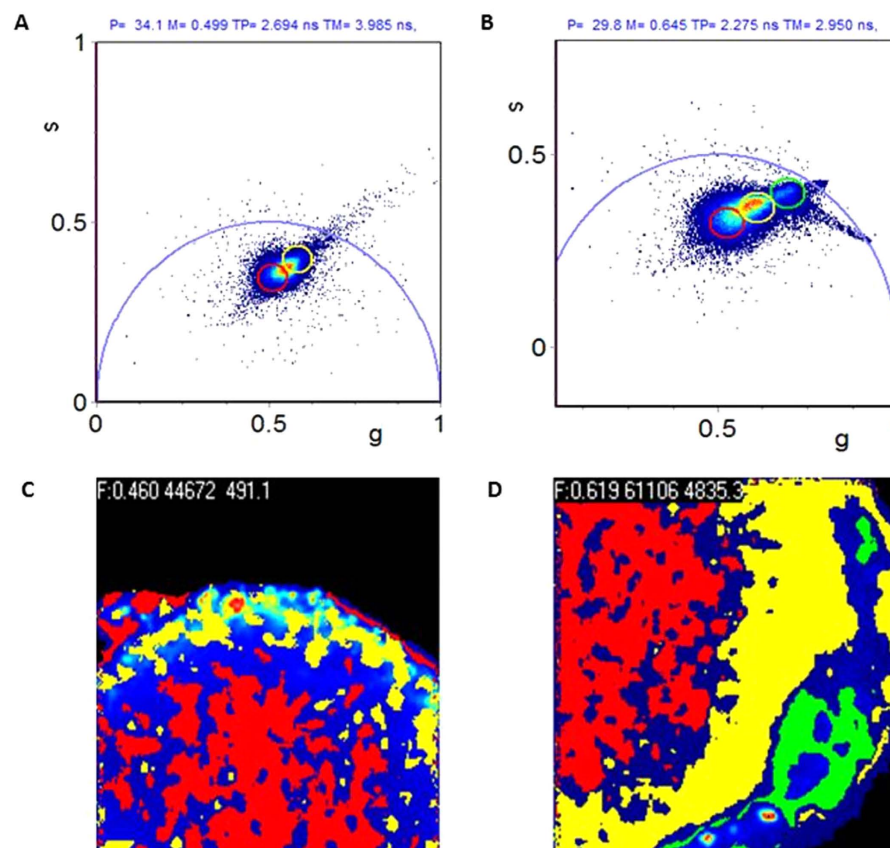 A
P= 34.1 M= 0.499 TP= 2.694 ns TM= 3.985 ns,
1
s
0.5
0
0
0.5
g
1
B
P= 29.8 M= 0.645 TP= 2.275 ns TM= 2.950 ns,
s
0.5
0
0.5
g
C
F:0.460 44672 491.1
D
F:0.619 61106 4835.3